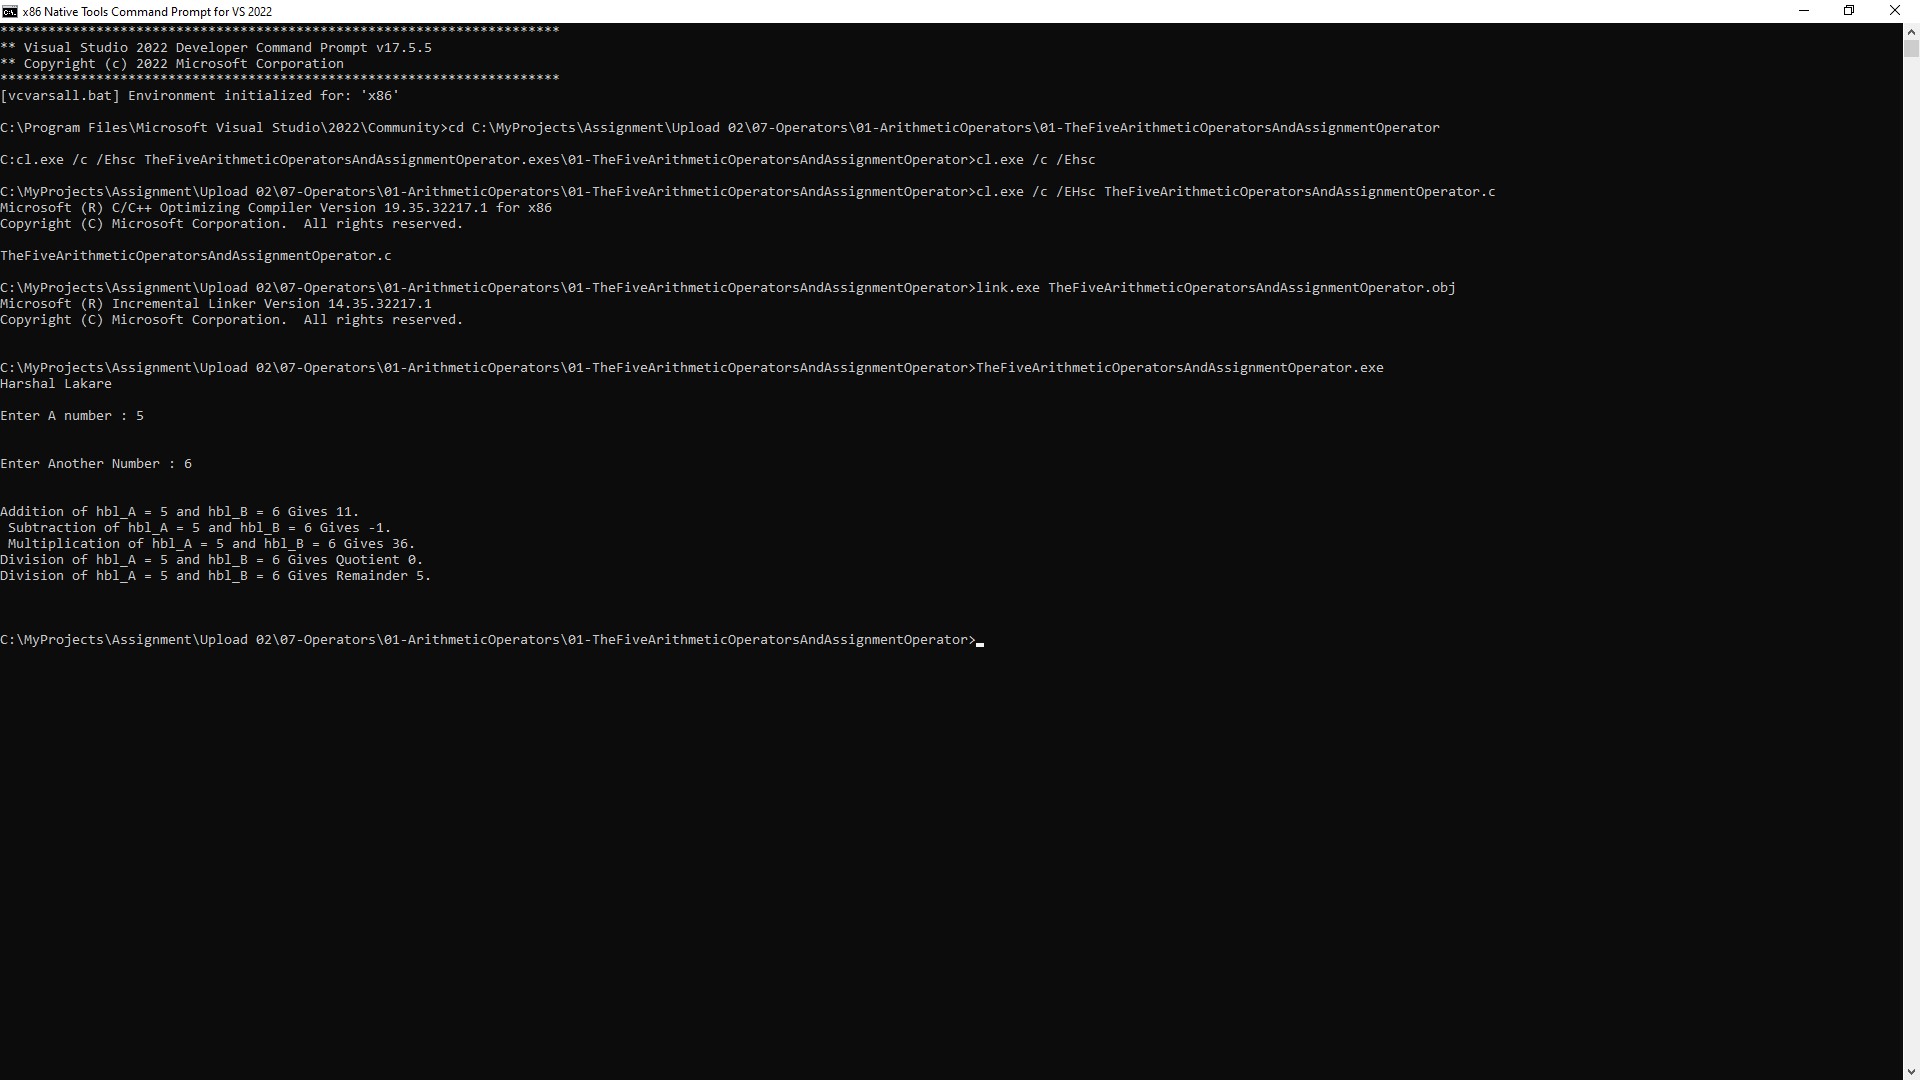 x86 Native Tools Command Prompt for VS 2022
**********************************************************************
** Visual Studio 2022 Developer Command Prompt v17.5.5
** Copyright (c) 2022 Microsoft Corporation
**********************************************************************
[vcvarsall.bat] Environment initialized for: 'x86'
C:\Program Files\Microsoft Visual Studio\2022\Community>cd C:\MyProjects\Assignment\Upload 02\07-Operators\01-ArithmeticOperators\01-TheFiveArithmeticOperatorsAndAssignmentOperator
C:cl.exe /c /Ehsc TheFiveArithmeticOperatorsAndAssignmentOperator.exes\01-TheFiveArithmeticOperatorsAndAssignmentOperator>cl.exe /c /Ehsc
C:\MyProjects\Assignment\Upload 02\07-Operators\01-ArithmeticOperators\01-TheFiveArithmeticOperatorsAndAssignmentOperator>cl.exe /c /EHsc TheFiveArithmeticOperatorsAndAssignmentOperator.c
Microsoft (R) C/C++ Optimizing Compiler Version 19.35.32217.1 for x86
Copyright (C) Microsoft Corporation.  All rights reserved.
TheFiveArithmeticOperatorsAndAssignmentOperator.c
C:\MyProjects\Assignment\Upload 02\07-Operators\01-ArithmeticOperators\01-TheFiveArithmeticOperatorsAndAssignmentOperator>link.exe TheFiveArithmeticOperatorsAndAssignmentOperator.obj
Microsoft (R) Incremental Linker Version 14.35.32217.1
Copyright (C) Microsoft Corporation.  All rights reserved.
C:\MyProjects\Assignment\Upload 02\07-Operators\01-ArithmeticOperators\01-TheFiveArithmeticOperatorsAndAssignmentOperator>TheFiveArithmeticOperatorsAndAssignmentOperator.exe
Harshal Lakare
Enter A number : 5
Enter Another Number : 6
Addition of hbl_A = 5 and hbl_B = 6 Gives 11.
 Subtraction of hbl_A = 5 and hbl_B = 6 Gives -1.
 Multiplication of hbl_A = 5 and hbl_B = 6 Gives 36.
Division of hbl_A = 5 and hbl_B = 6 Gives Quotient 0.
Division of hbl_A = 5 and hbl_B = 6 Gives Remainder 5.
C:\MyProjects\Assignment\Upload 02\07-Operators\01-ArithmeticOperators\01-TheFiveArithmeticOperatorsAndAssignmentOperator>